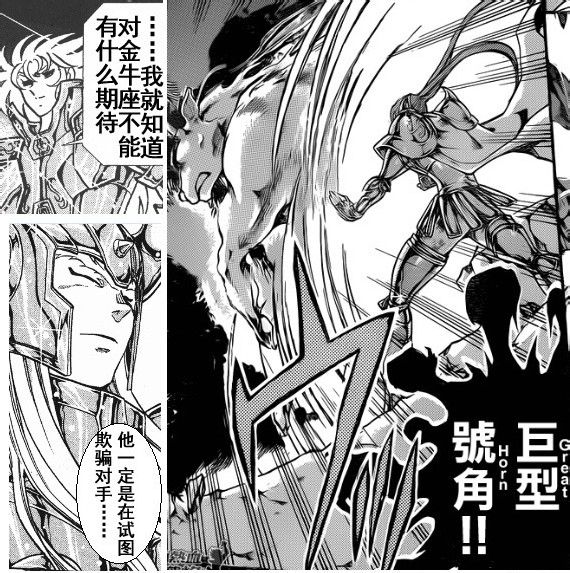 ……我就知道
对金牛座不能
有什么期待
他一定是在试图
欺骗对手……
巨型
Great
號角!!
Horn